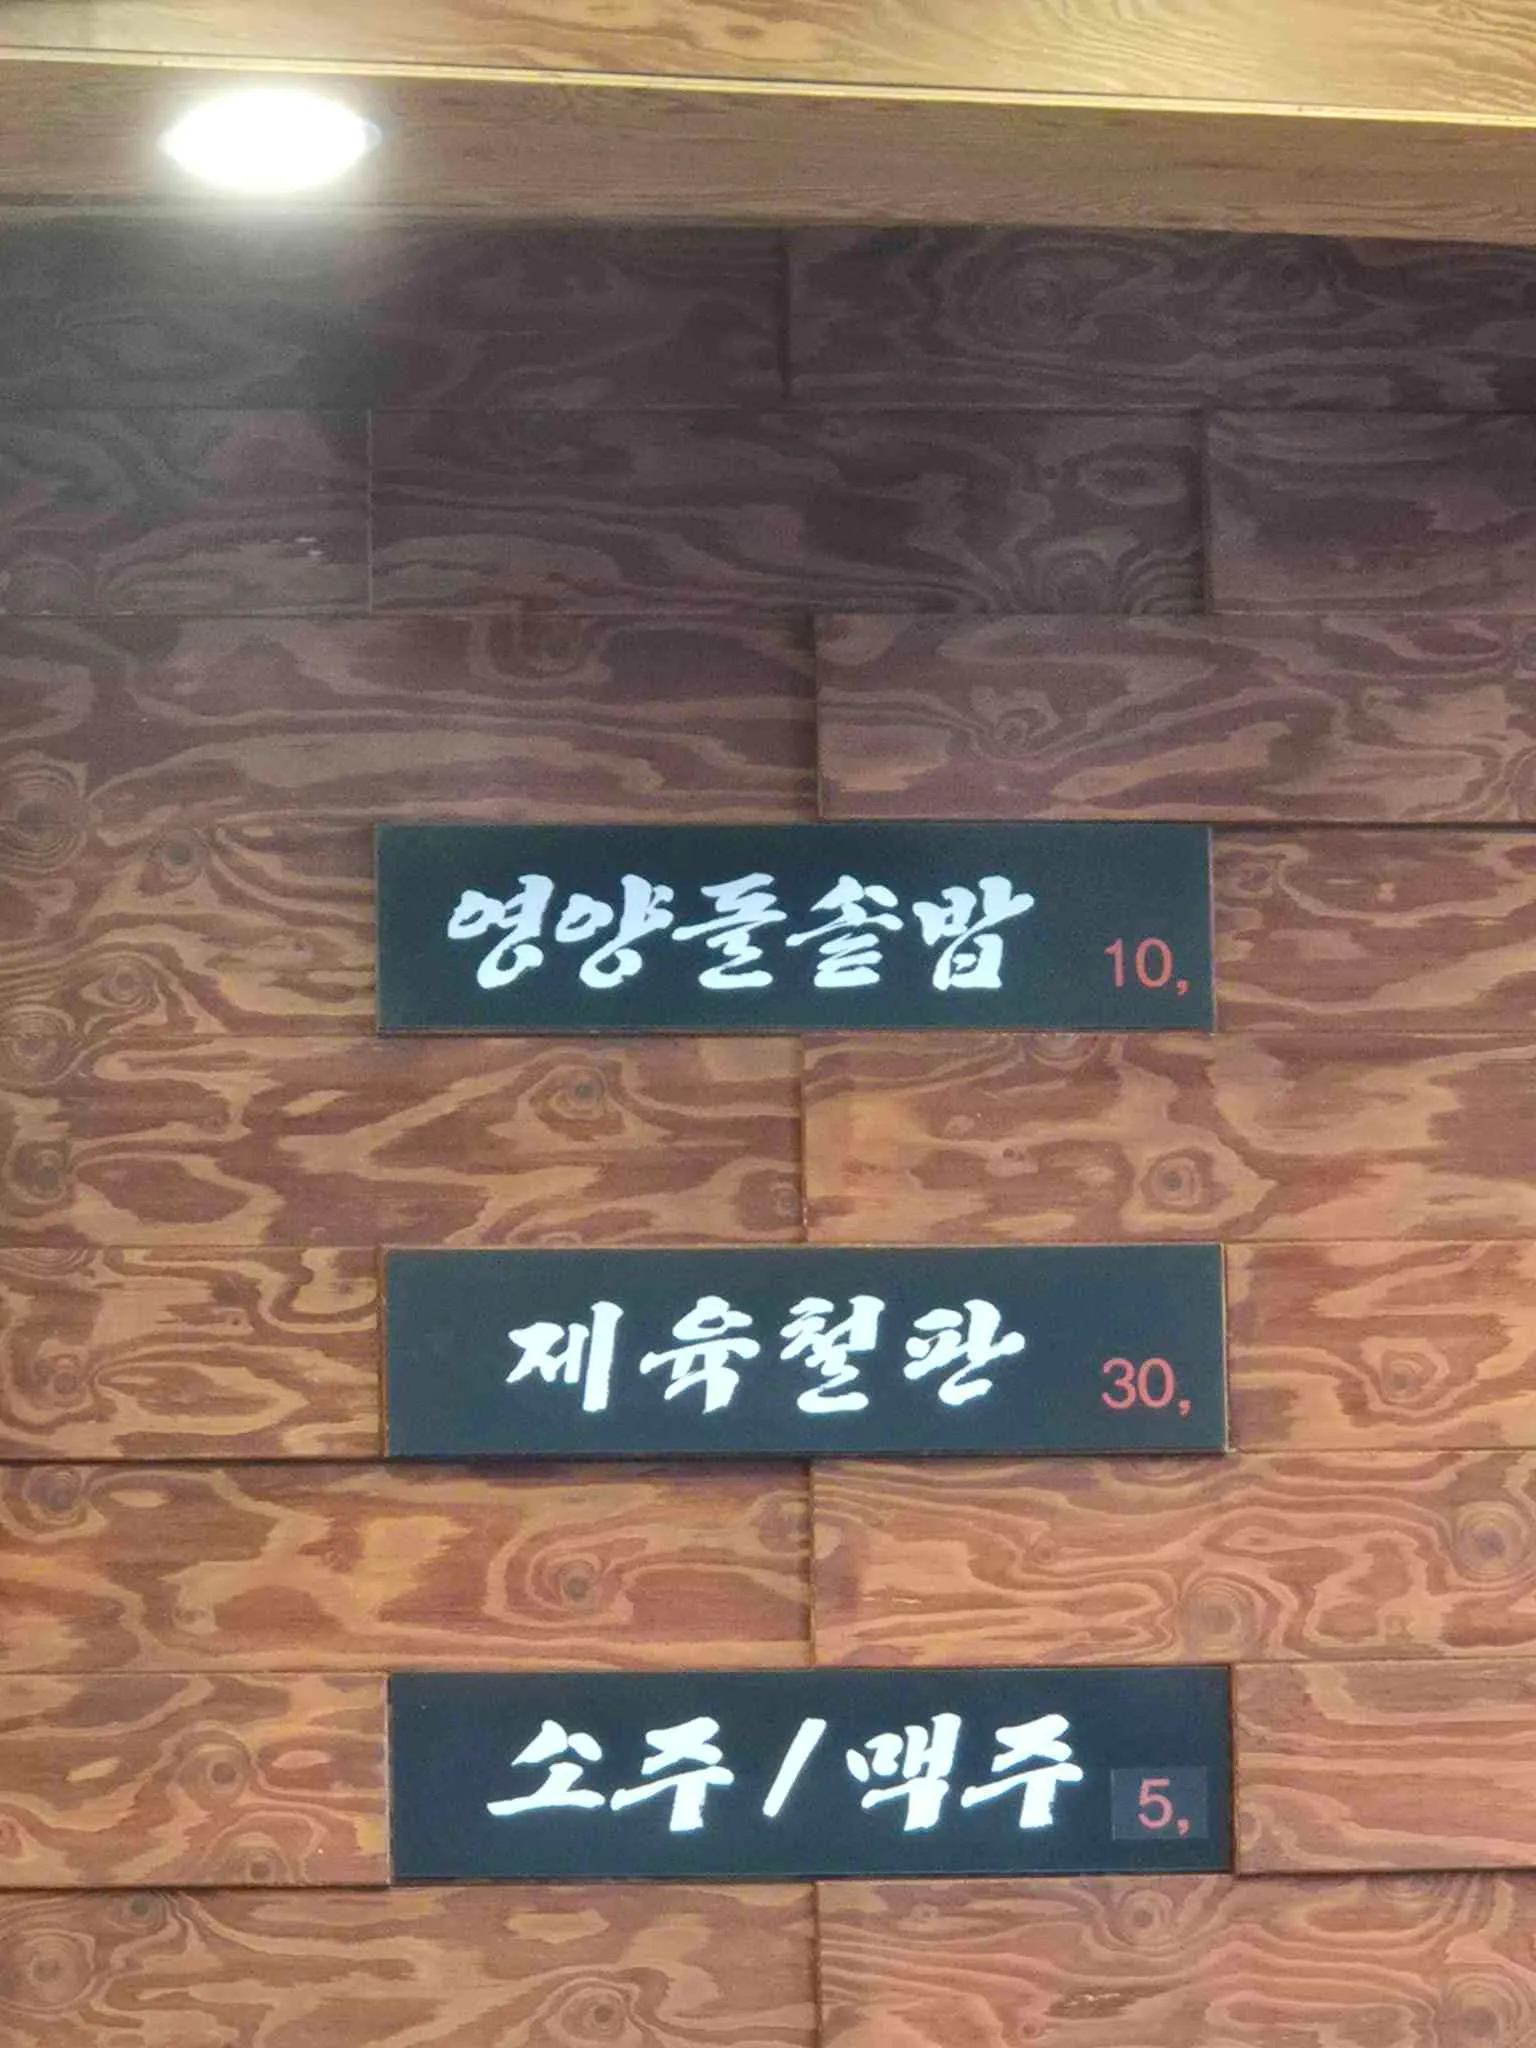 영양돌솥밥 10,
제육철판 30,
소주 / 맥주 5,